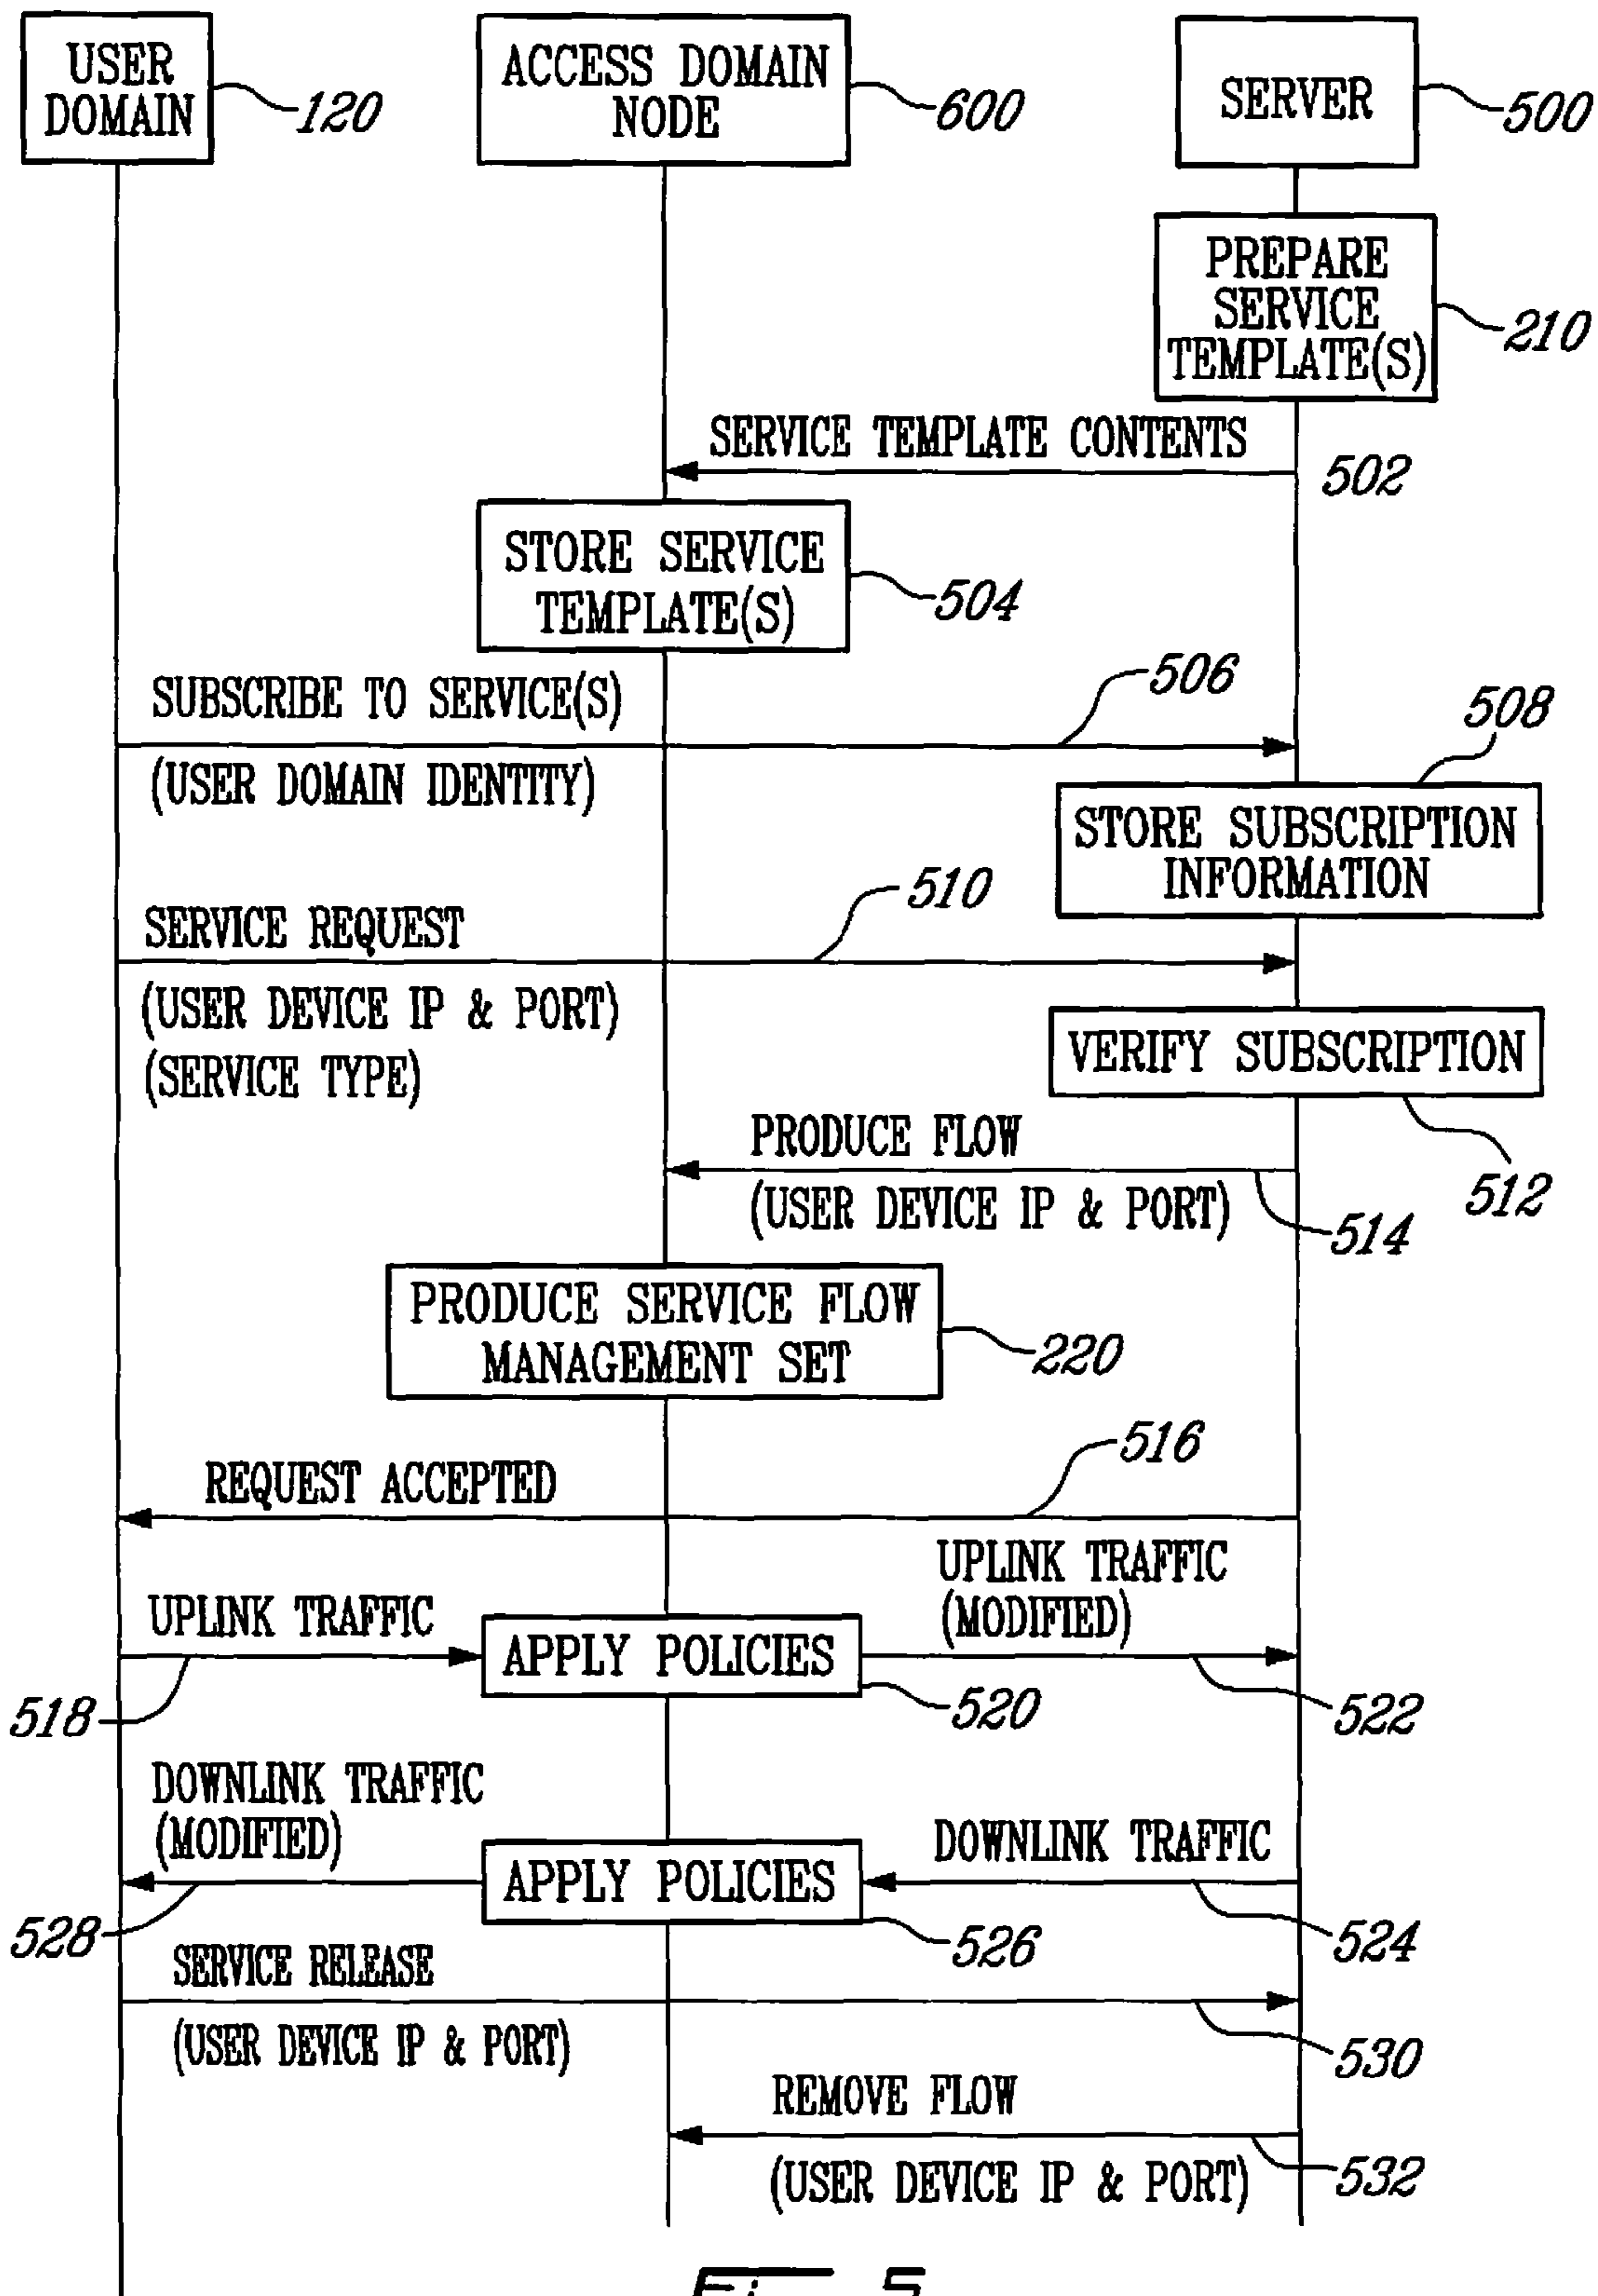 USER
DOMAIN
120
ACCESS DOMAIN
NODE
600
SERVER
500
PREPARE
SERVICE
TEMPLATE(S)
210
SERVICE TEMPLATE CONTENTS
502
STORE SERVICE
TEMPLATE(S)
504
SUBSCRIBE TO SERVICE(S)
506
(USER DOMAIN IDENTITY)
508
STORE SUBSCRIPTION
INFORMATION
SERVICE REQUEST
510
(USER DEVICE IP & PORT)
(SERVICE TYPE)
VERIFY SUBSCRIPTION
512
PRODUCE FLOW
(USER DEVICE IP & PORT)
514
PRODUCE SERVICE FLOW
MANAGEMENT SET
220
REQUEST ACCEPTED
516
UPLINK TRAFFIC
518
APPLY POLICIES
520
UPLINK TRAFFIC
(MODIFIED)
522
DOWNLINK TRAFFIC
(MODIFIED)
528
APPLY POLICIES
526
DOWNLINK TRAFFIC
524
SERVICE RELEASE
530
(USER DEVICE IP & PORT)
REMOVE FLOW
532
(USER DEVICE IP & PORT)